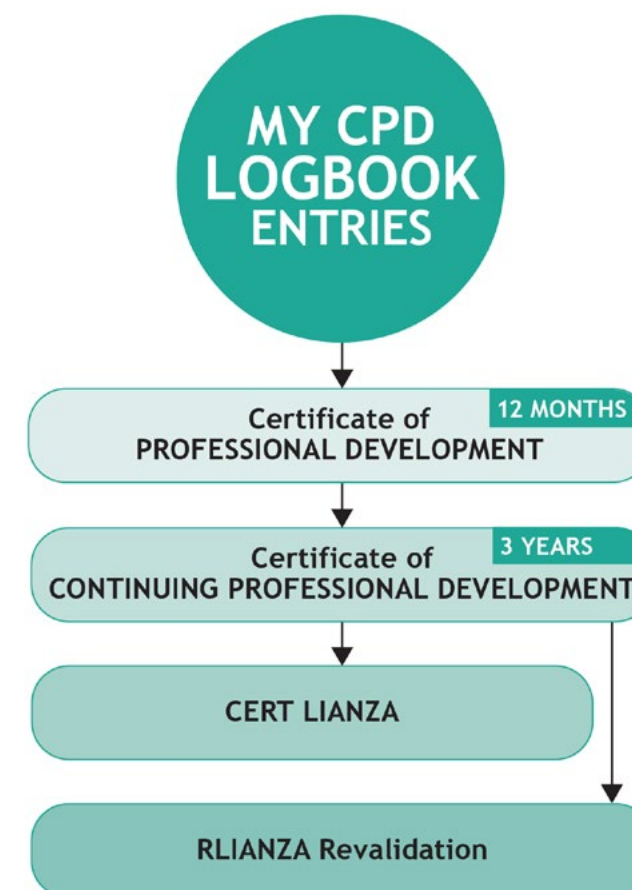 MY CPD
LOGBOOK
ENTRIES
12 MONTHS
Certificate of
PROFESSIONAL DEVELOPMENT
3 YEARS
Certificate of
CONTINUING PROFESSIONAL DEVELOPMENT
CERT LIANZA
RLIANZA Revalidation